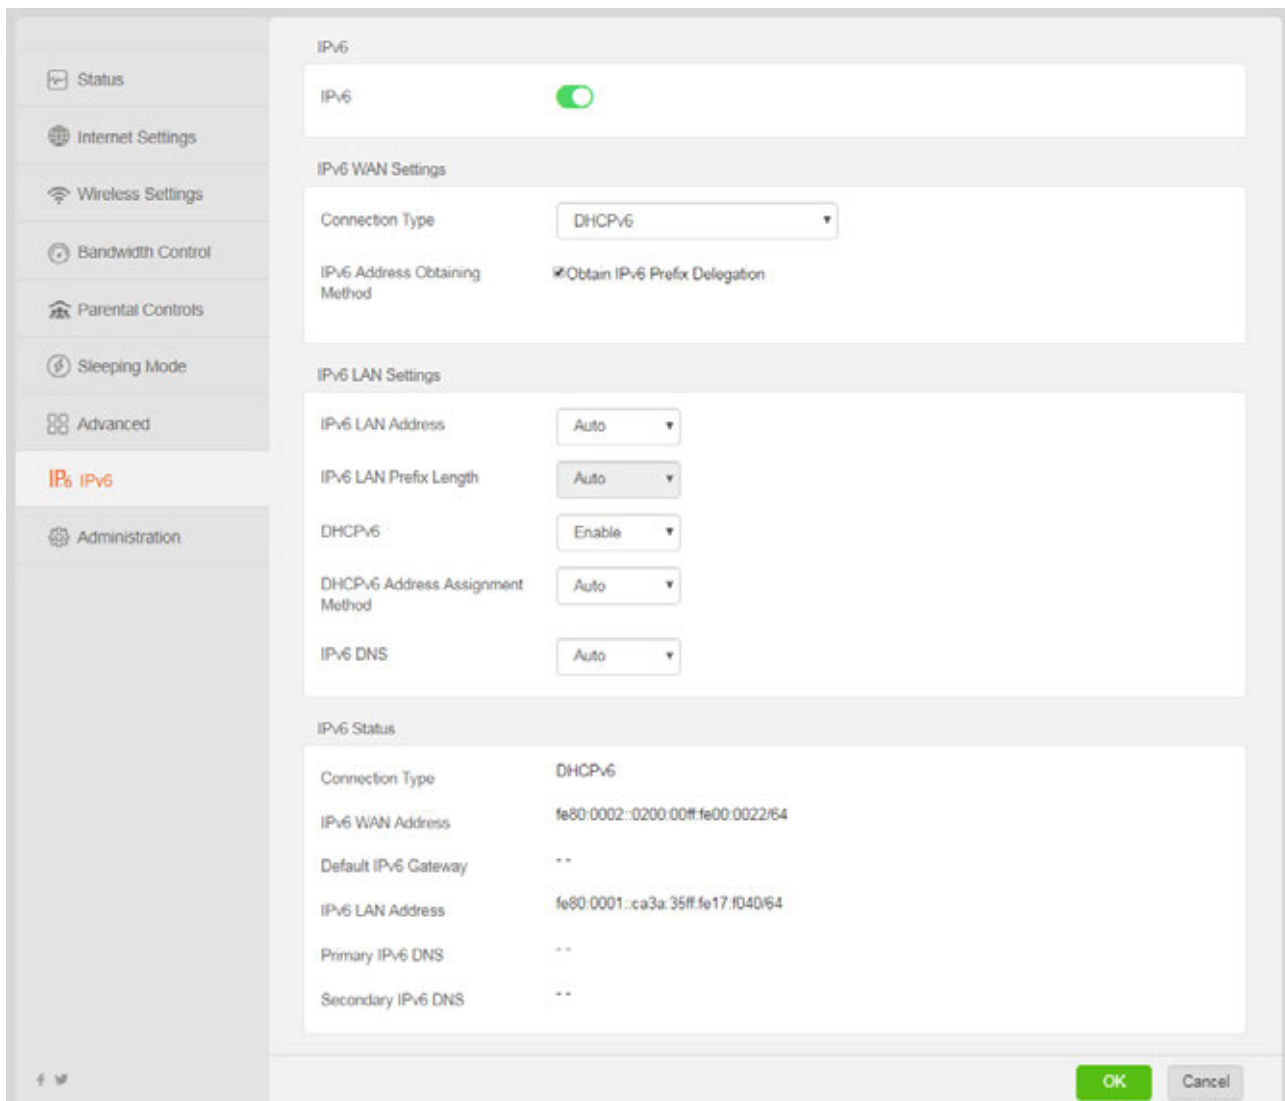 Status
Internet Settings
Wireless Settings
Bandwidth Control
Parental Controls
Sleeping Mode
Advanced
IP6 IPv6
Administration
IPv6
IPv6
IPv6 WAN Settings
Connection Type
DHCPv6
IPv6 Address Obtaining
Method
Obtain IPv6 Prefix Delegation
IPv6 LAN Settings
IPv6 LAN Address
Auto
IPv6 LAN Prefix Length
Auto
DHCPv6
Enable
DHCPv6 Address Assignment
Method
Auto
IPv6 DNS
Auto
IPv6 Status
Connection Type
DHCPv6
IPv6 WAN Address
fe80:0002::0200:00ff:fe00:0022/64
Default IPv6 Gateway
- -
IPv6 LAN Address
fe80:0001::ca3a:35ff:fe17:f040/64
Primary IPv6 DNS
- -
Secondary IPv6 DNS
- -
OK
Cancel